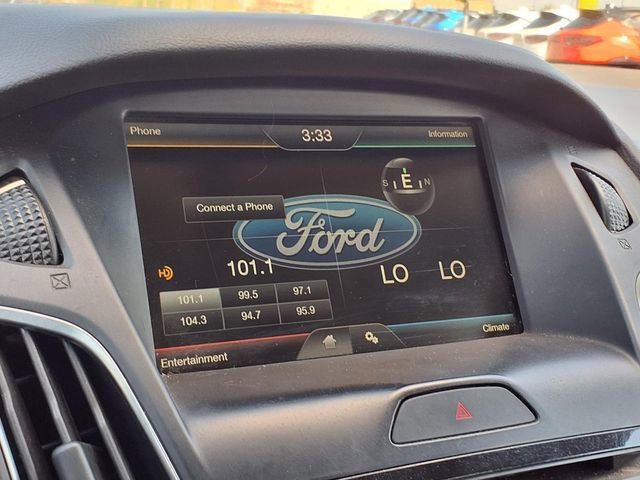 Phone 3:33 Information
S E N
Connect a Phone
Ford
HD 101.1 LO LO
101.1 99.5 97.1
104.3 94.7 95.9
Entertainment Climate